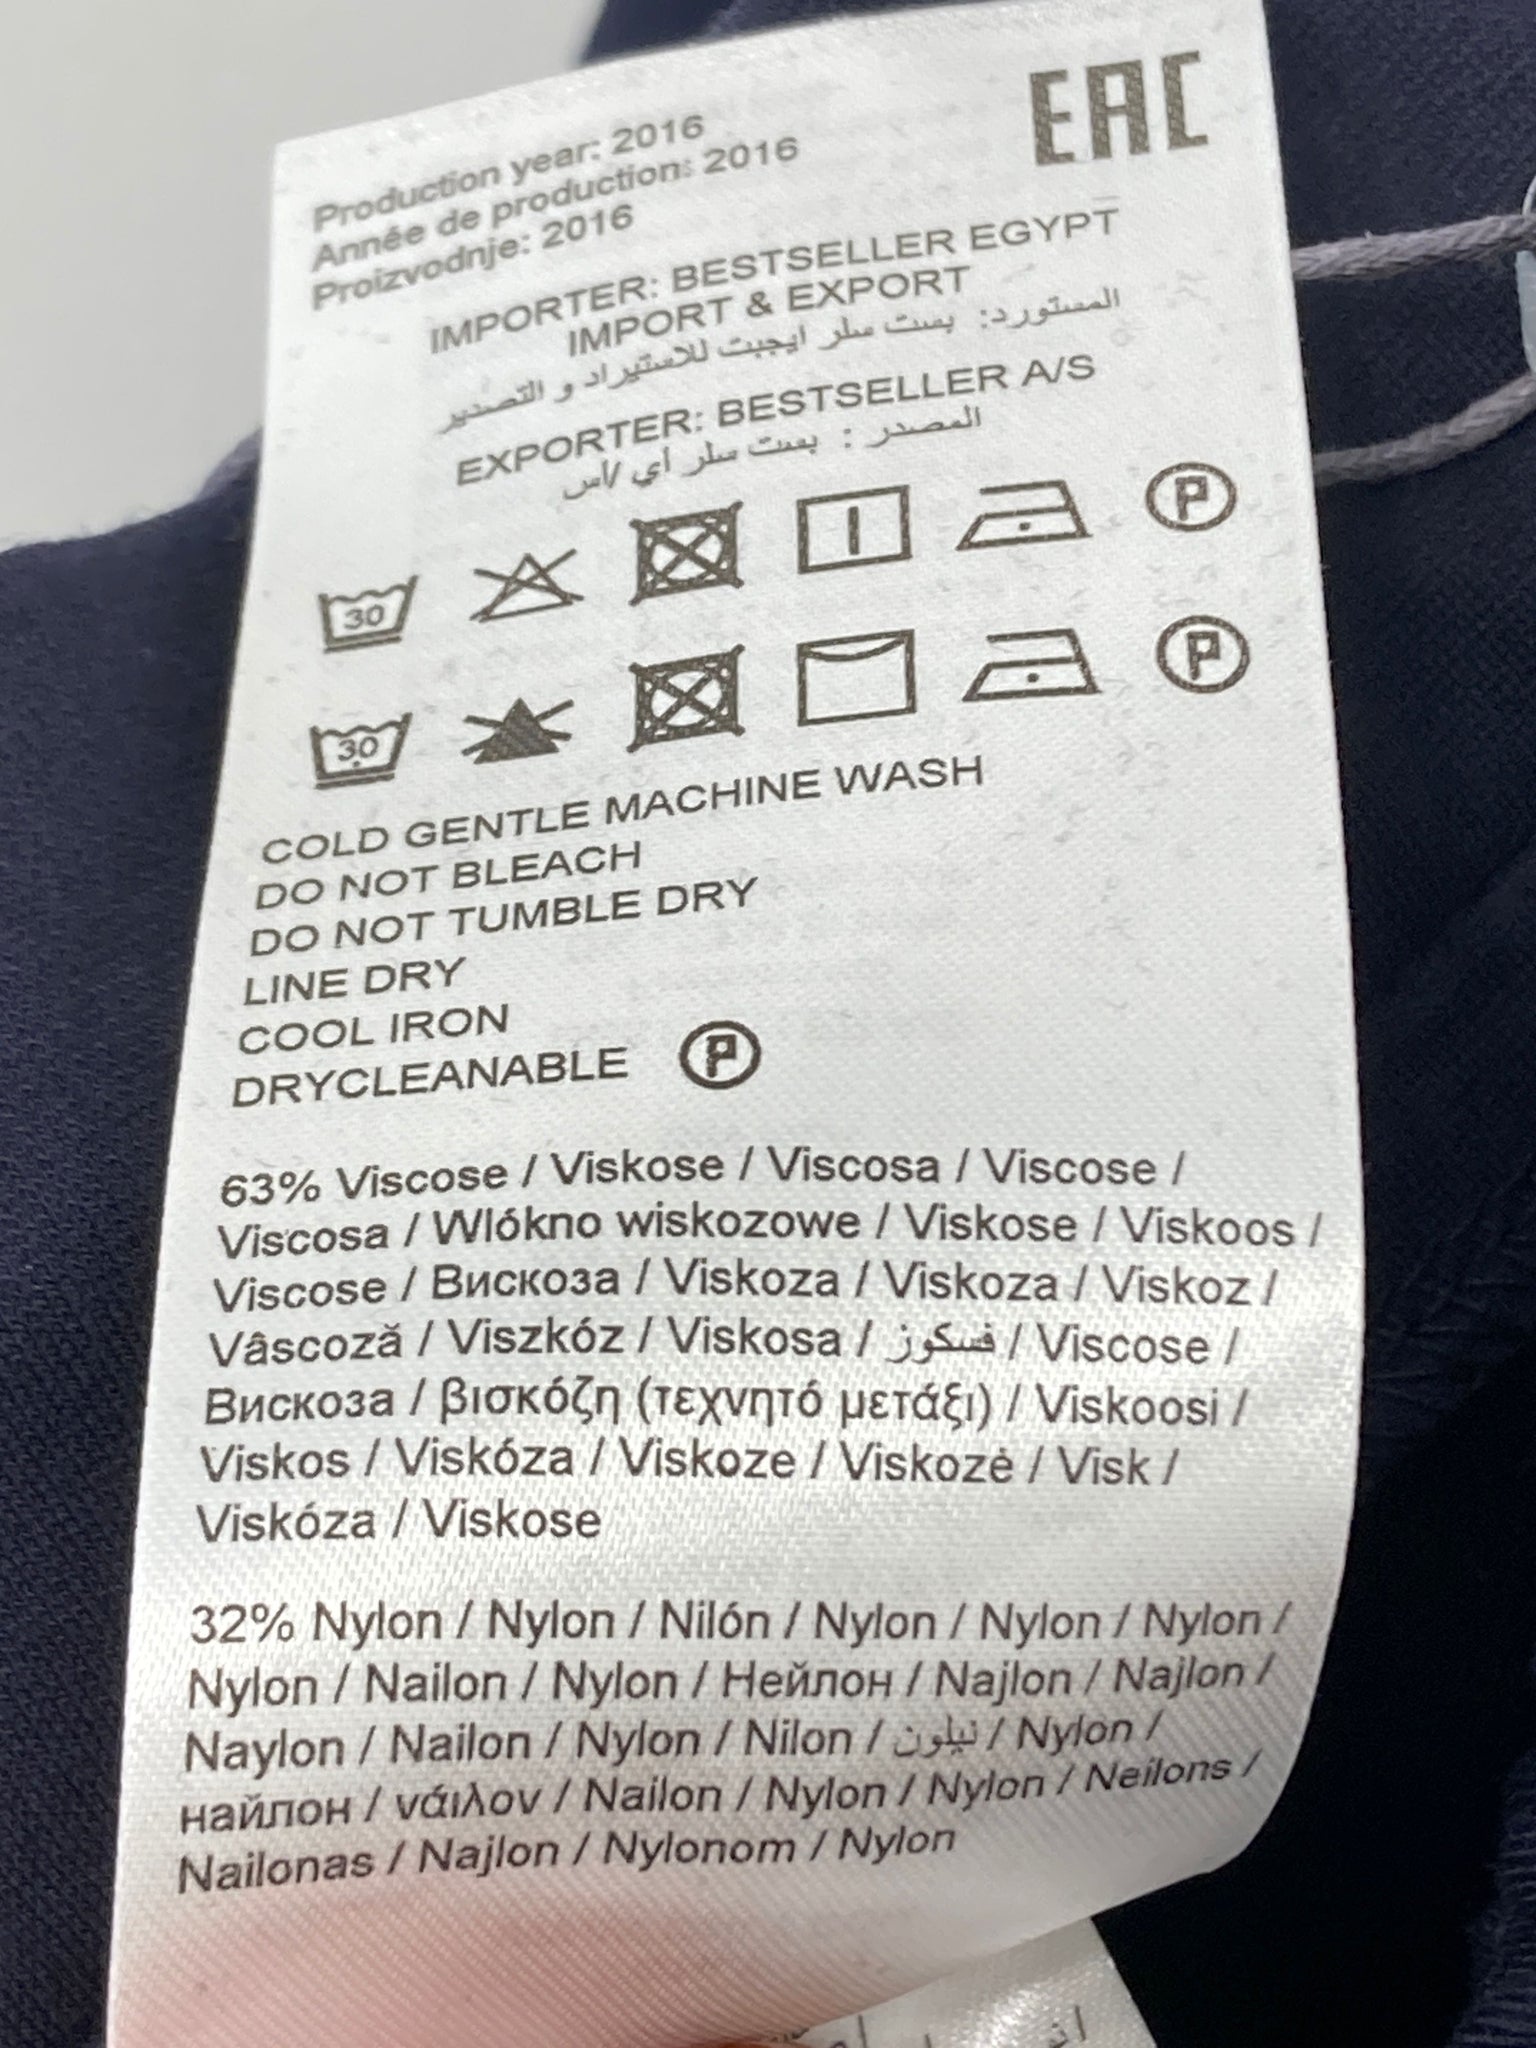 EAC
Production year: 2016
Année de production: 2016
Proizvodnje: 2016
IMPORTER: BESTSELLER EGYPT
IMPORT & EXPORT
المستورد: بست سلر ايجبت للاستيراد و التصدير
EXPORTER: BESTSELLER A/S
المصدر : بست سلر اي /اس
30 P
30 P
COLD GENTLE MACHINE WASH
DO NOT BLEACH
DO NOT TUMBLE DRY
LINE DRY
COOL IRON
DRYCLEANABLE P
63% Viscose / Viskose / Viscosa / Viscose /
Viscosa / Wlókno wiskozowe / Viskose / Viskoos /
Viscose / Вискоза / Viskoza / Viskoza / Viskoz /
Vâscoză / Viszkóz / Viskosa / فسكوز / Viscose /
Вискоза / βισκόζη (τεχνητό μετάξι) / Viskoosi /
Viskos / Viskóza / Viskoze / Viskozė / Visk /
Viskóza / Viskose
32% Nylon / Nylon / Nilón / Nylon / Nylon / Nylon /
Nylon / Nailon / Nylon / Нейлон / Najlon / Najlon /
Naylon / Nailon / Nylon / Nilon / نيلون / Nylon /
найлон / νάιλον / Nailon / Nylon / Nylon / Neilons /
Nailonas / Najlon / Nylonom / Nylon